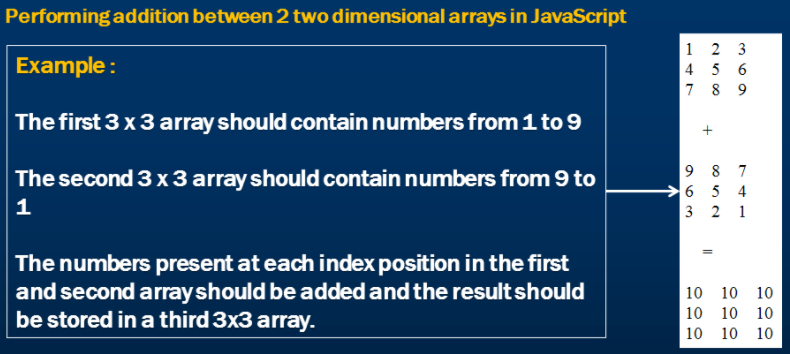 Performing addition between 2 two dimensional arrays in JavaScript
Example :
The first 3 x 3 array should contain numbers from 1 to 9
The second 3 x 3 array should contain numbers from 9 to
1
The numbers present at each index position in the first
and second array should be added and the result should
be stored in a third 3x3 array.
1 2 3
4 5 6
7 8 9
+
9 8 7
6 5 4
3 2 1
=
10 10 10
10 10 10
10 10 10